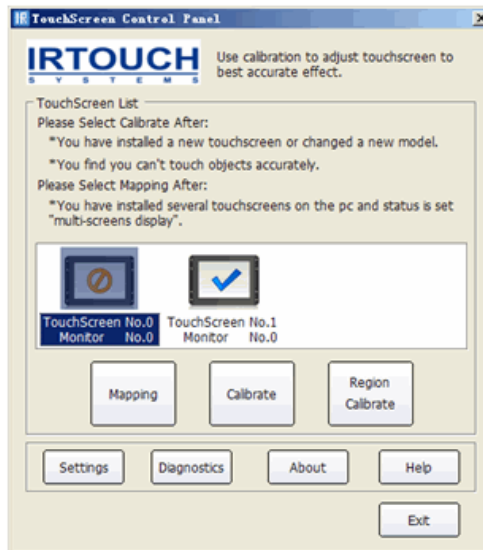 TouchScreen Control Panel
IRTOUCH
S Y S T E M S
Use calibration to adjust touchscreen to
best accurate effect.
TouchScreen List
Please Select Calibrate After:
*You have installed a new touchscreen or changed a new model.
*You find you can't touch objects accurately.
Please Select Mapping After:
*You have installed several touchscreens on the pc and status is set
"multi-screens display".
TouchScreen No.0
Monitor No.0
TouchScreen No.1
Monitor No.0
Mapping
Calibrate
Region
Calibrate
Settings
Diagnostics
About
Help
Exit